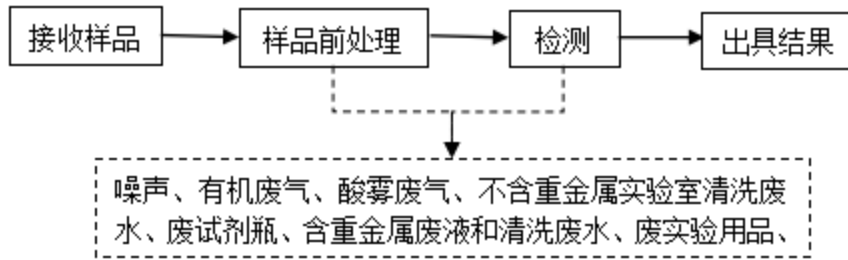 接收样品
样品前处理
检测
出具结果
噪声、有机废气、酸雾废气、不含重金属实验室清洗废
水、废试剂瓶、含重金属废液和清洗废水、废实验用品、